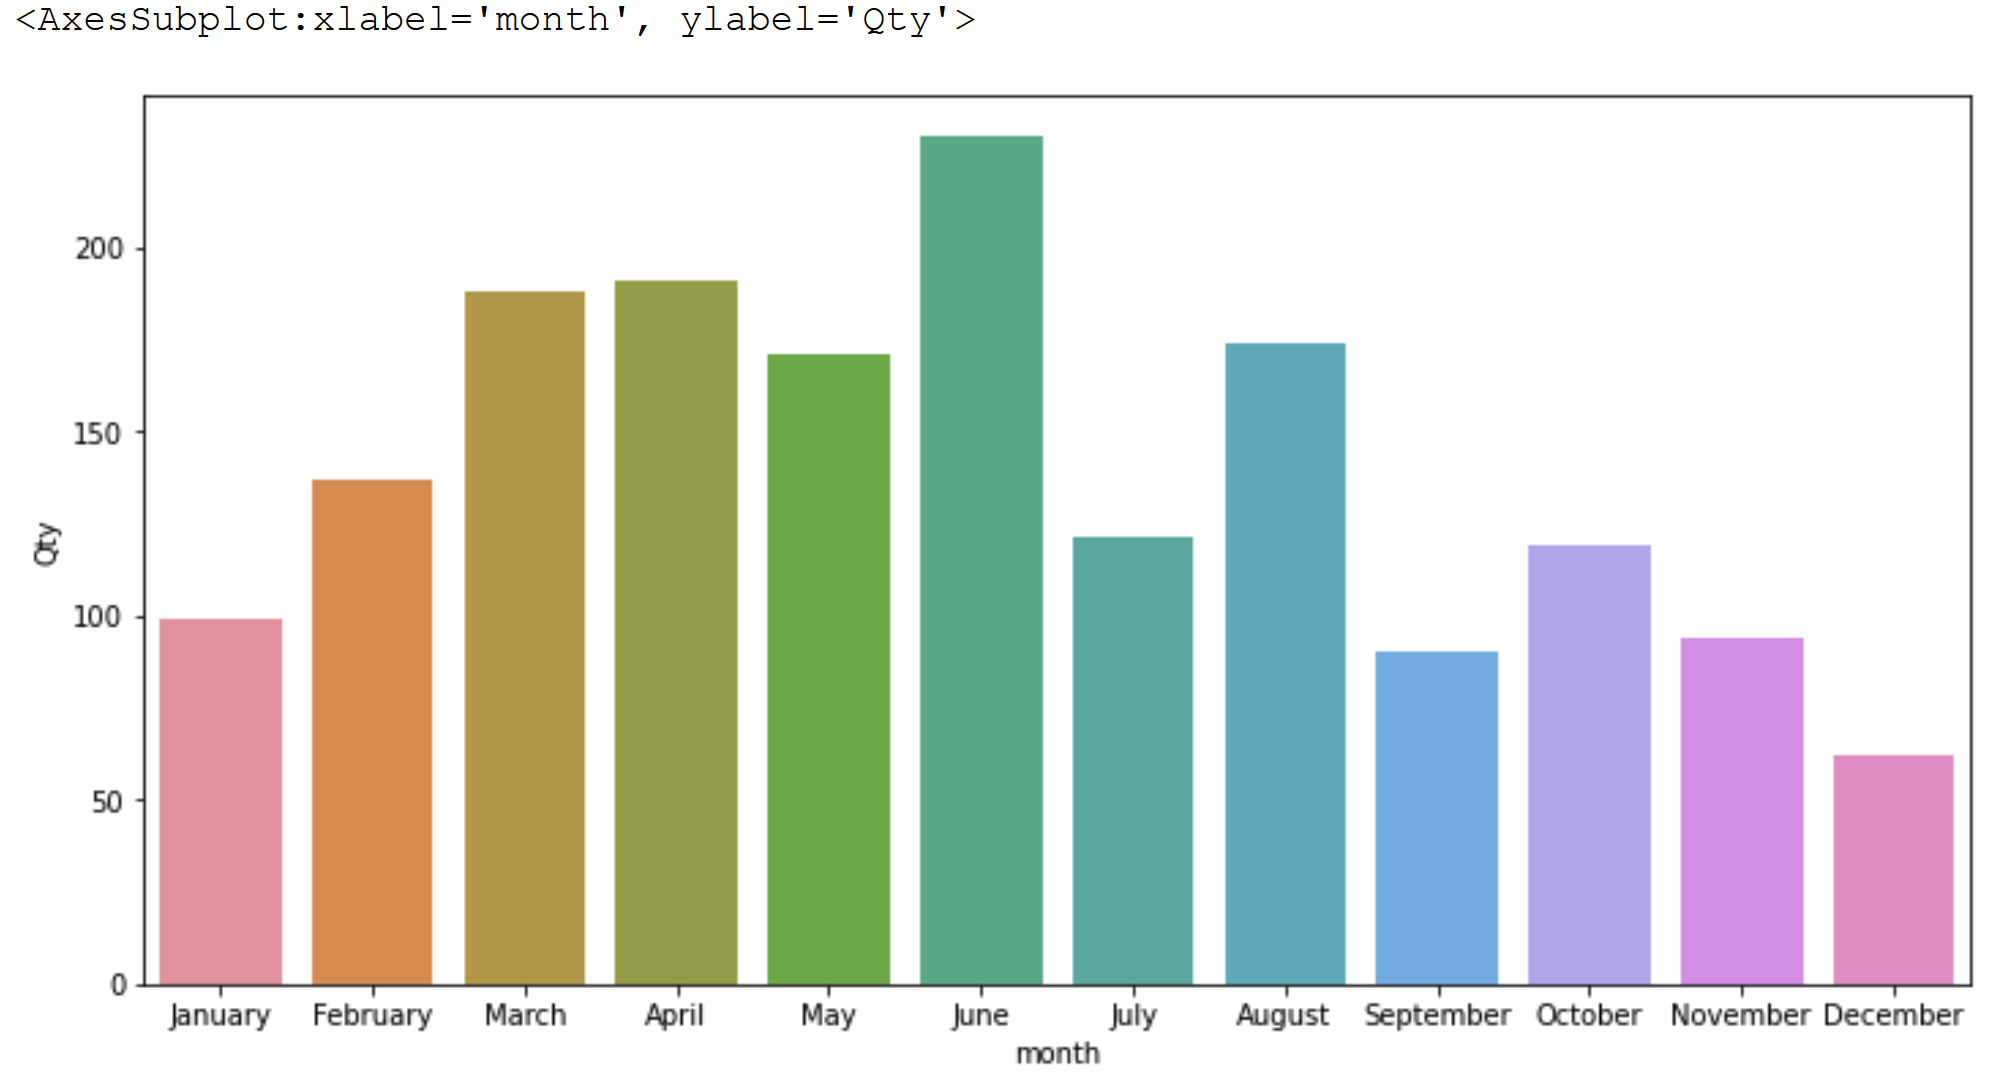 <AxesSubplot:xlabel='month', ylabel='Qty'>
200
150
100
50
0
Qty
January February March April May June July August September October November December
month